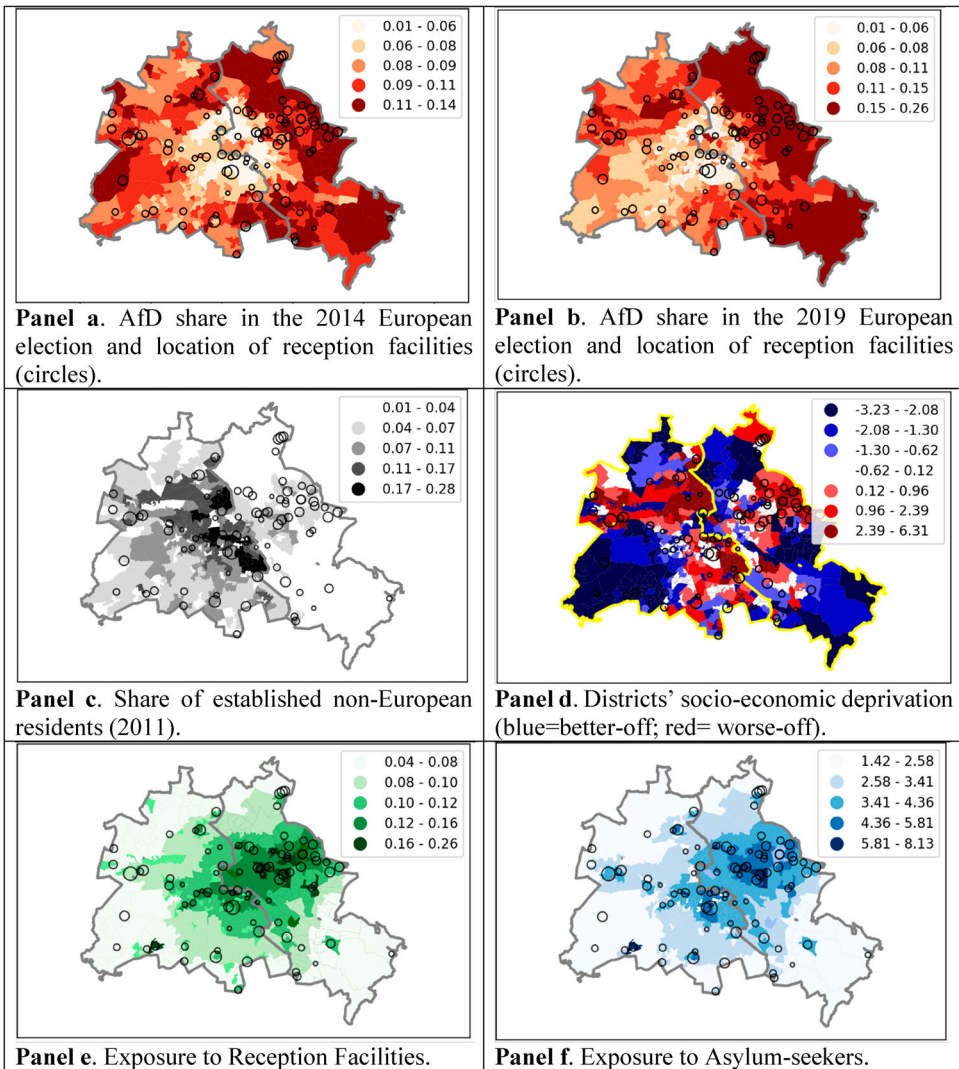 0.01 - 0.06
0.06 - 0.08
0.08 - 0.09
0.09 - 0.11
0.11 - 0.14
Panel a. AfD share in the 2014 European
election and location of reception facilities
(circles).
0.01 - 0.06
0.06 - 0.08
0.08 - 0.11
0.11 - 0.15
0.15 - 0.26
Panel b. AfD share in the 2019 European
election and location of reception facilities
(circles).
0.01 - 0.04
0.04 - 0.07
0.07 - 0.11
0.11 - 0.17
0.17 - 0.28
Panel c. Share of established non-European
residents (2011).
-3.23 - -2.08
-2.08 - -1.30
-1.30 - -0.62
-0.62 - 0.12
0.12 - 0.96
0.96 - 2.39
2.39 - 6.31
Panel d. Districts' socio-economic deprivation
(blue=better-off; red= worse-off).
0.04 - 0.08
0.08 - 0.10
0.10 - 0.12
0.12 - 0.16
0.16 - 0.26
Panel e. Exposure to Reception Facilities.
1.42 - 2.58
2.58 - 3.41
3.41 - 4.36
4.36 - 5.81
5.81 - 8.13
Panel f. Exposure to Asylum-seekers.